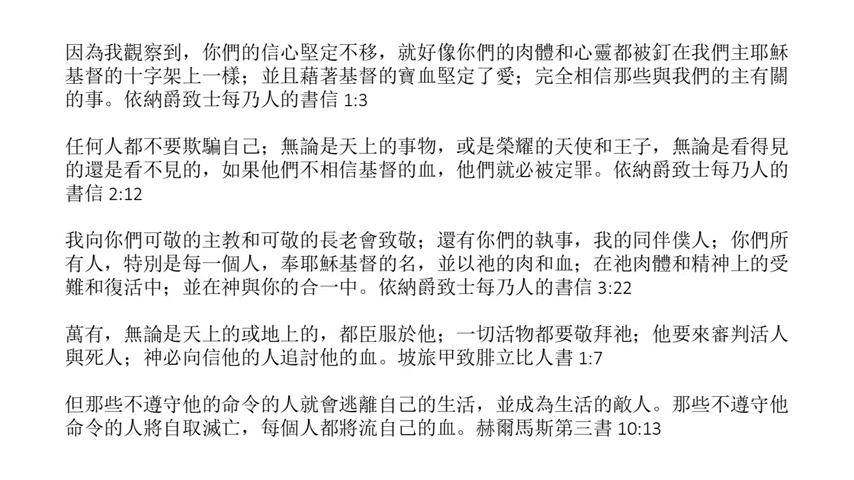 因為我觀察到，你們的信心堅定不移，就好像你們的肉體和心靈都被釘在我們主耶穌
基督的十字架上一樣；並且藉著基督的寶血堅定了愛；完全相信那些與我們的主有關
的事。依納爵致士每乃人的書信 1:3
任何人都不要欺騙自己；無論是天上的事物，或是榮耀的天使和王子，無論是看得見
的還是看不見的，如果他們不相信基督的血，他們就必被定罪。依納爵致士每乃人的
書信 2:12
我向你們可敬的主教和可敬的長老會致敬；還有你們的執事，我的同伴僕人；你們所
有人，特別是每一個人，奉耶穌基督的名，並以祂的肉和血；在祂肉體和精神上的受
難和復活中；並在神與你的合一中。依納爵致士每乃人的書信 3:22
萬有，無論是天上的或地上的，都臣服於他；一切活物都要敬拜祂；他要來審判活人
與死人；神必向信他的人追討他的血。坡旅甲致腓立比人書 1:7
但那些不遵守他的命令的人就會逃離自己的生活，並成為生活的敵人。那些不遵守他
命令的人將自取滅亡，每個人都將流自己的血。赫爾馬斯第三書 10:13